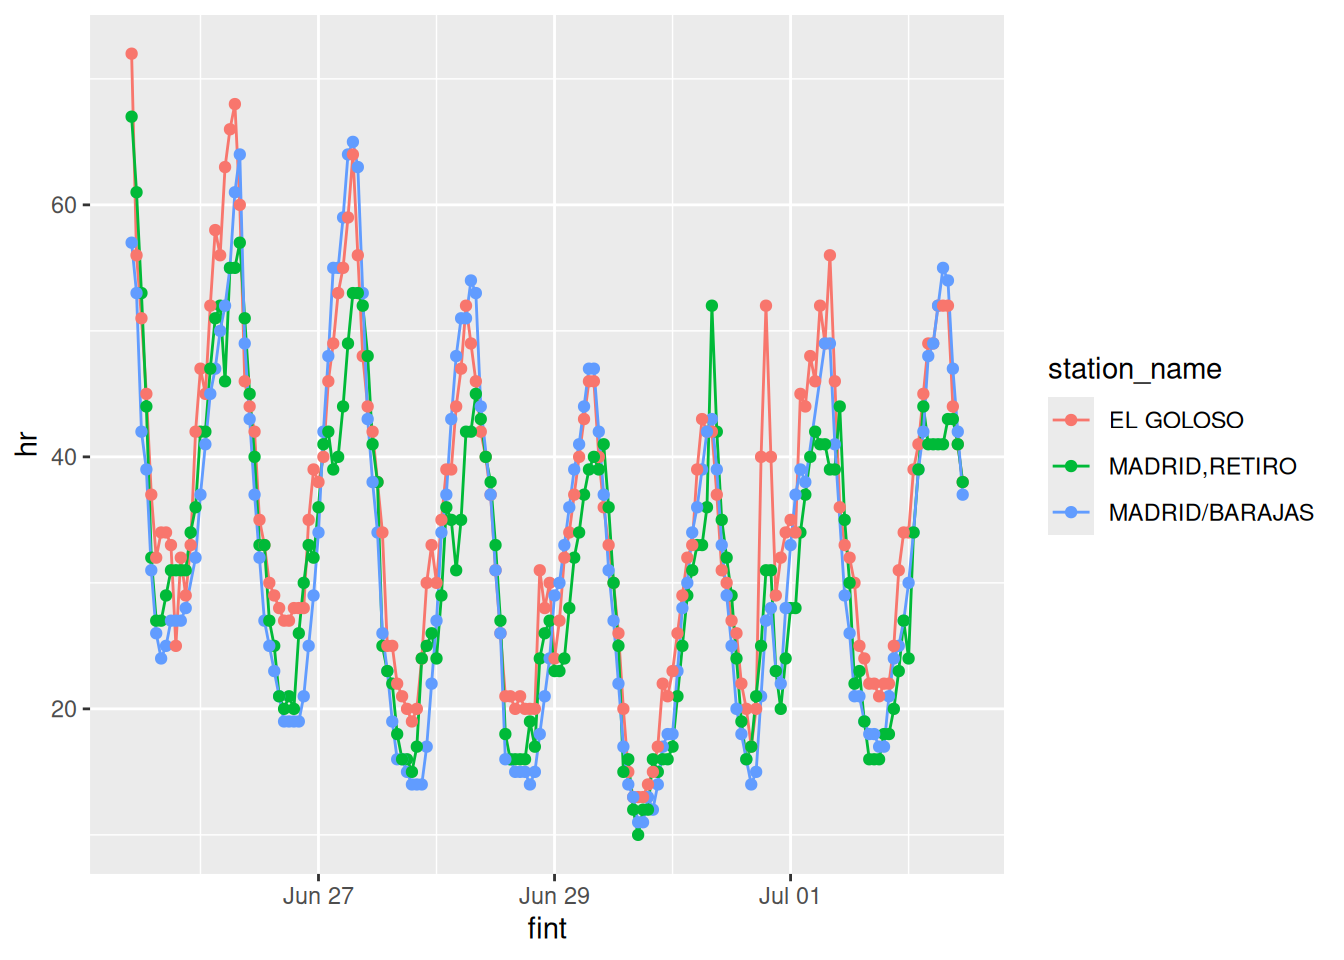 hr
60
40
20
Jun 27
Jun 29
Jul 01
fint
station_name
EL GOLOSO
MADRID,RETIRO
MADRID/BARAJAS